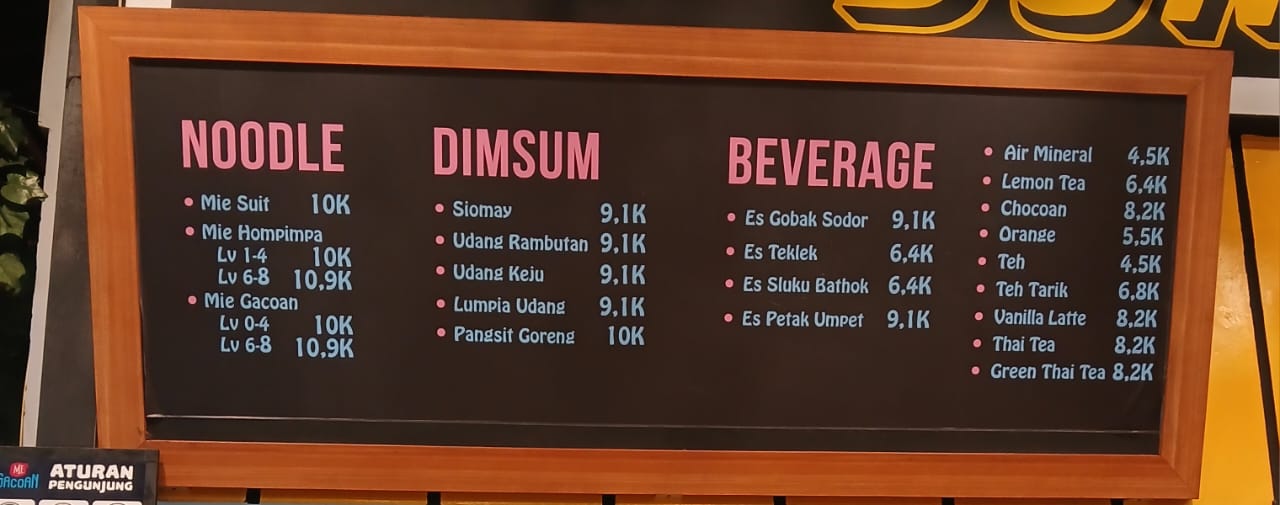 NOODLE
• Mie Suit 10K
• Mie Hompimpa
Lv 1-4 10K
Lv 6-8 10,9K
• Mie Gacoan
Lv 0-4 10K
Lv 6-8 10,9K
DIMSUM
• Siomay 9,1K
• Udang Rambutan 9,1K
• Udang Keju 9,1K
• Lumpia Udang 9,1K
• Pangsit Goreng 10K
BEVERAGE
• Es Gobak Sodor 9,1K
• Es Teklek 6,4K
• Es Sluku Bathok 6,4K
• Es Petak Umpet 9,1K
• Air Mineral 4,5K
• Lemon Tea 6,4K
• Chocoan 8,2K
• Orange 5,5K
• Teh 4,5K
• Teh Tarik 6,8K
• Vanilla Latte 8,2K
• Thai Tea 8,2K
• Green Thai Tea 8,2K
MIE
GACOAN
ATURAN
PENGUNJUNG